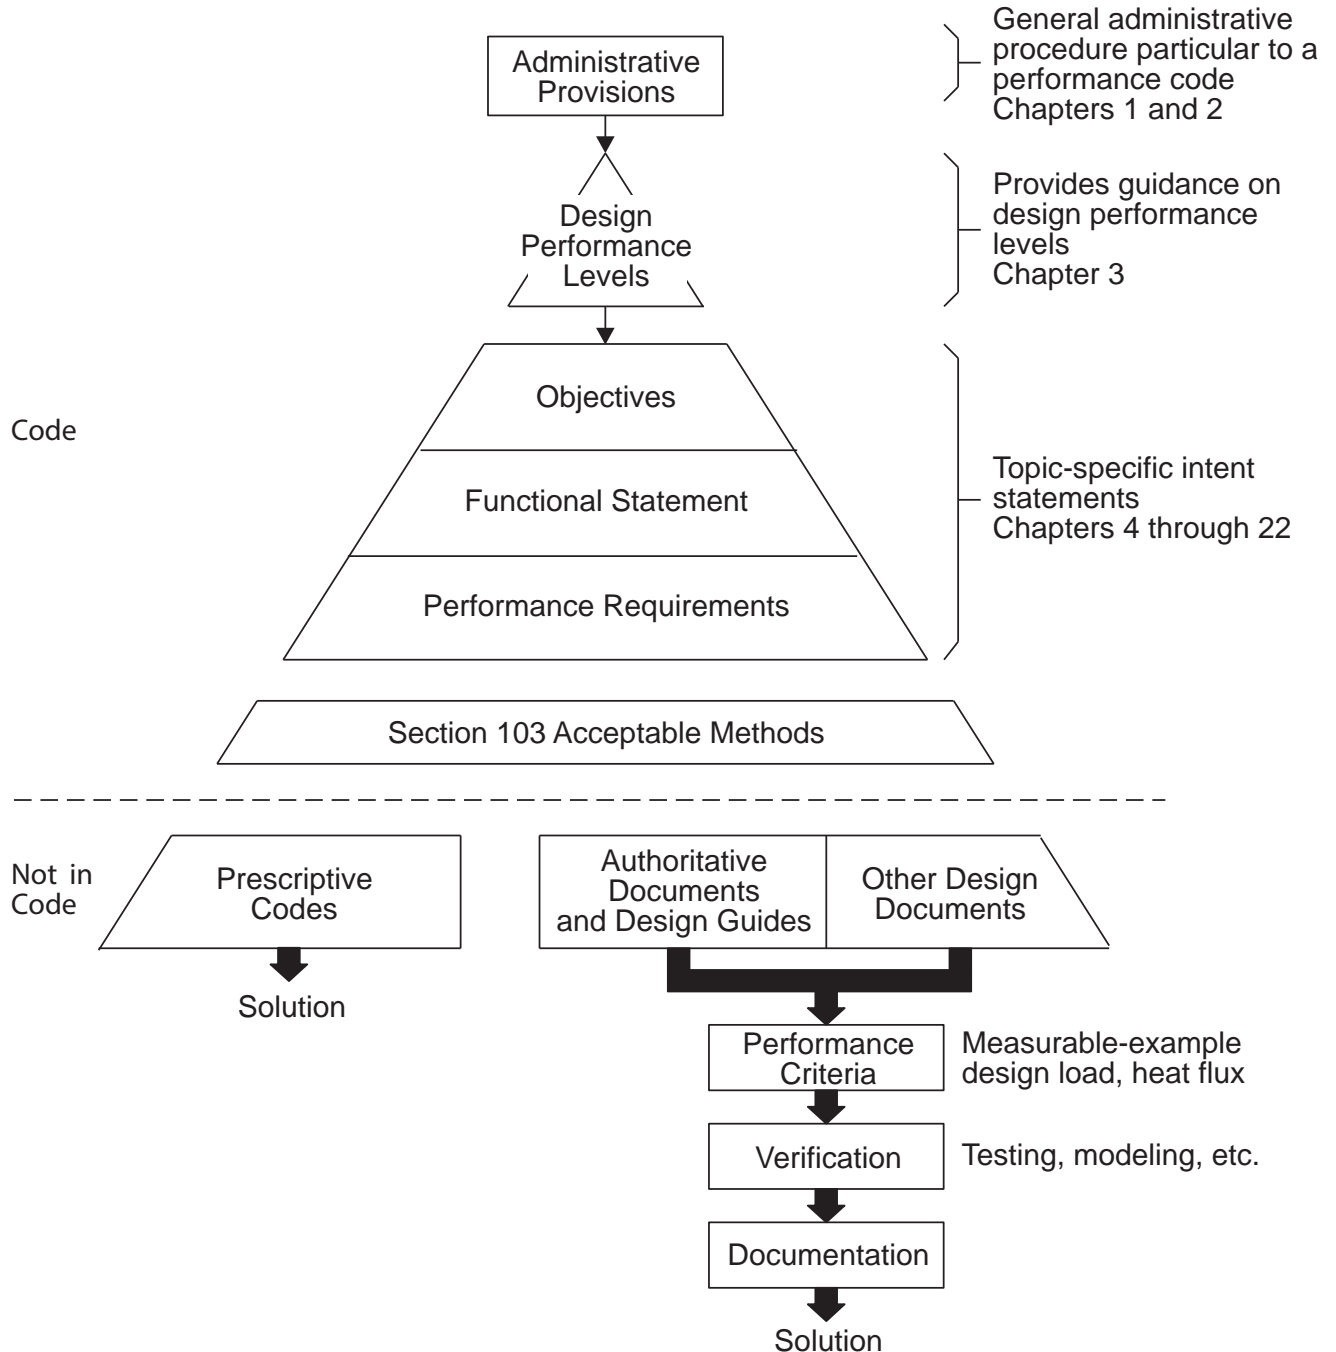 Administrative
Provisions
General administrative
procedure particular to a
performance code
Chapters 1 and 2
Design
Performance
Levels
Provides guidance on
design performance
levels
Chapter 3
Code
Objectives
Functional Statement
Performance Requirements
Topic-specific intent
statements
Chapters 4 through 22
Section 103 Acceptable Methods
Not in
Code
Prescriptive
Codes
Authoritative
Documents
and Design Guides
Other Design
Documents
Solution
Performance
Criteria
Measurable-example
design load, heat flux
Verification
Testing, modeling, etc.
Documentation
Solution